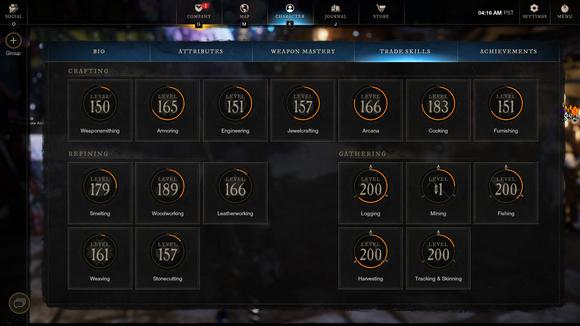 SOCIAL
O
COMPANY
G
MAP
M
CHARACTER
K
JOURNAL
J
STORE
04:16 AM PST
SETTINGS
MENU
Group
BIO
ATTRIBUTES
WEAPON MASTERY
TRADE SKILLS
ACHIEVEMENTS
CRAFTING
LEVEL
150
Weaponsmithing
LEVEL
165
Armoring
LEVEL
151
Engineering
LEVEL
157
Jewelcrafting
LEVEL
166
Arcana
LEVEL
183
Cooking
LEVEL
151
Furnishing
REFINING
LEVEL
179
Smelting
LEVEL
189
Woodworking
LEVEL
166
Leatherworking
LEVEL
161
Weaving
LEVEL
157
Stonecutting
GATHERING
LEVEL
200
Logging
LEVEL
Mining
LEVEL
200
Fishing
LEVEL
200
Harvesting
LEVEL
200
Tracking & Skinning